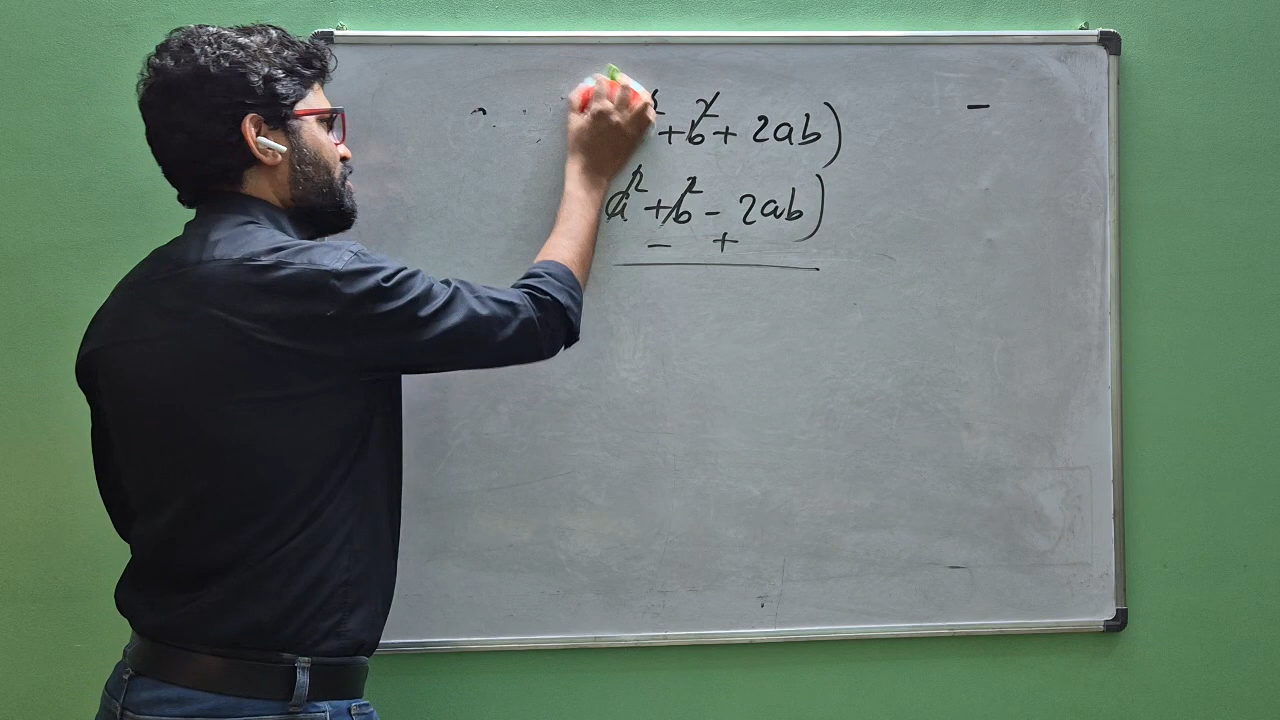 + b² + 2ab) -
a² + b² - 2ab)
- +